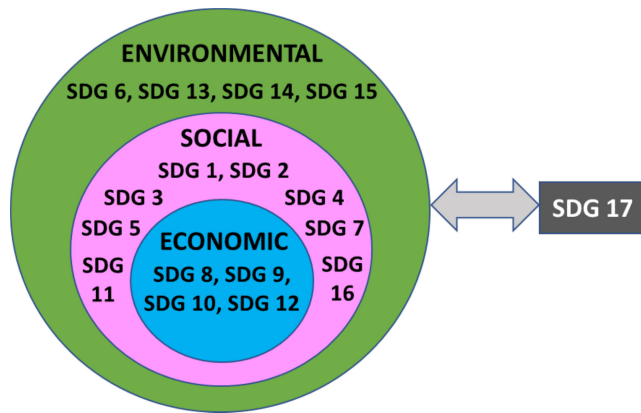 ENVIRONMENTAL
SDG 6, SDG 13, SDG 14, SDG 15
SOCIAL
SDG 1, SDG 2
SDG 3
SDG 4
SDG 5
SDG 7
SDG
11
SDG
16
ECONOMIC
SDG 8, SDG 9,
SDG 10, SDG 12
SDG 17